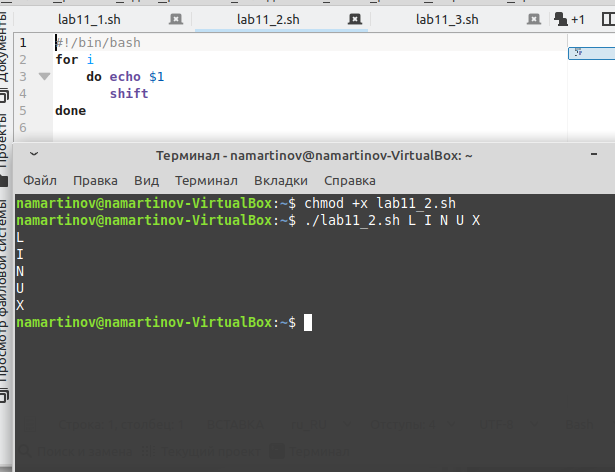 lab11_1.sh lab11_2.sh lab11_3.sh +1
Документы
Проекты
Просмотр файловой системы
1 #!/bin/bash
2 for i
3 do echo $1
4 shift
5 done
6
Терминал - namartinov@namartinov-VirtualBox: ~
Файл Правка Вид Терминал Вкладки Справка
namartinov@namartinov-VirtualBox:~$ chmod +x lab11_2.sh
namartinov@namartinov-VirtualBox:~$ ./lab11_2.sh L I N U X
L
I
N
U
X
namartinov@namartinov-VirtualBox:~$